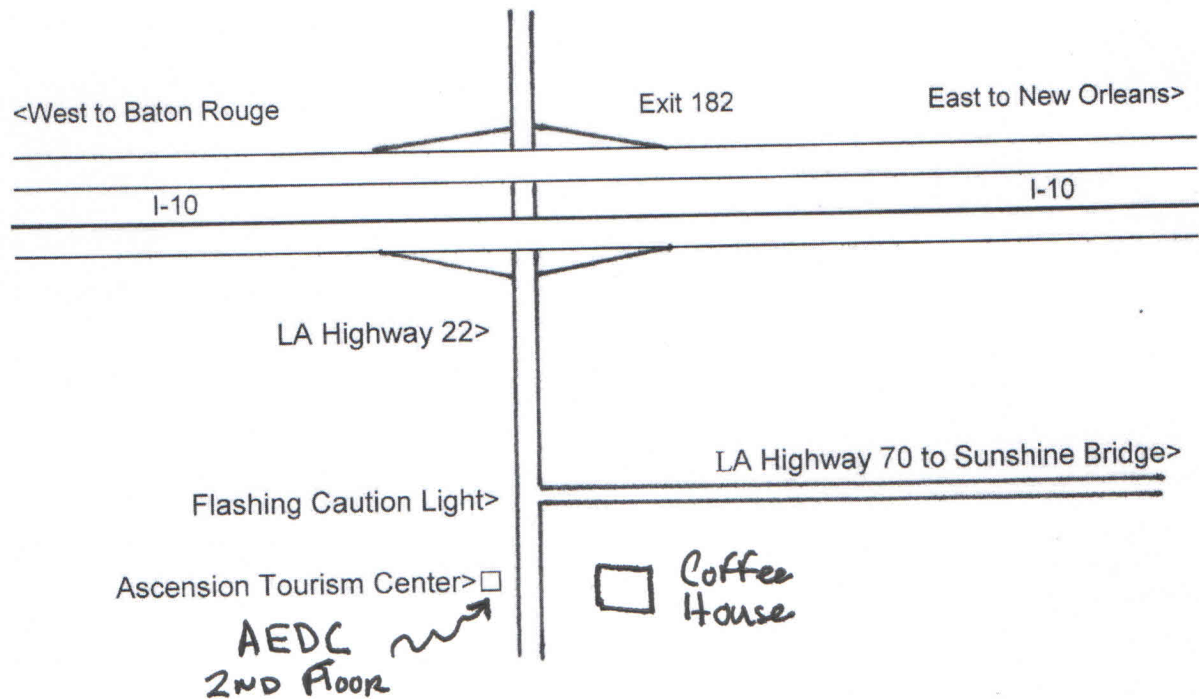 <West to Baton Rouge
Exit 182
East to New Orleans>
I-10
I-10
LA Highway 22>
LA Highway 70 to Sunshine Bridge>
Flashing Caution Light>
Ascension Tourism Center>
Coffee
House
AEDC
2ND Floor